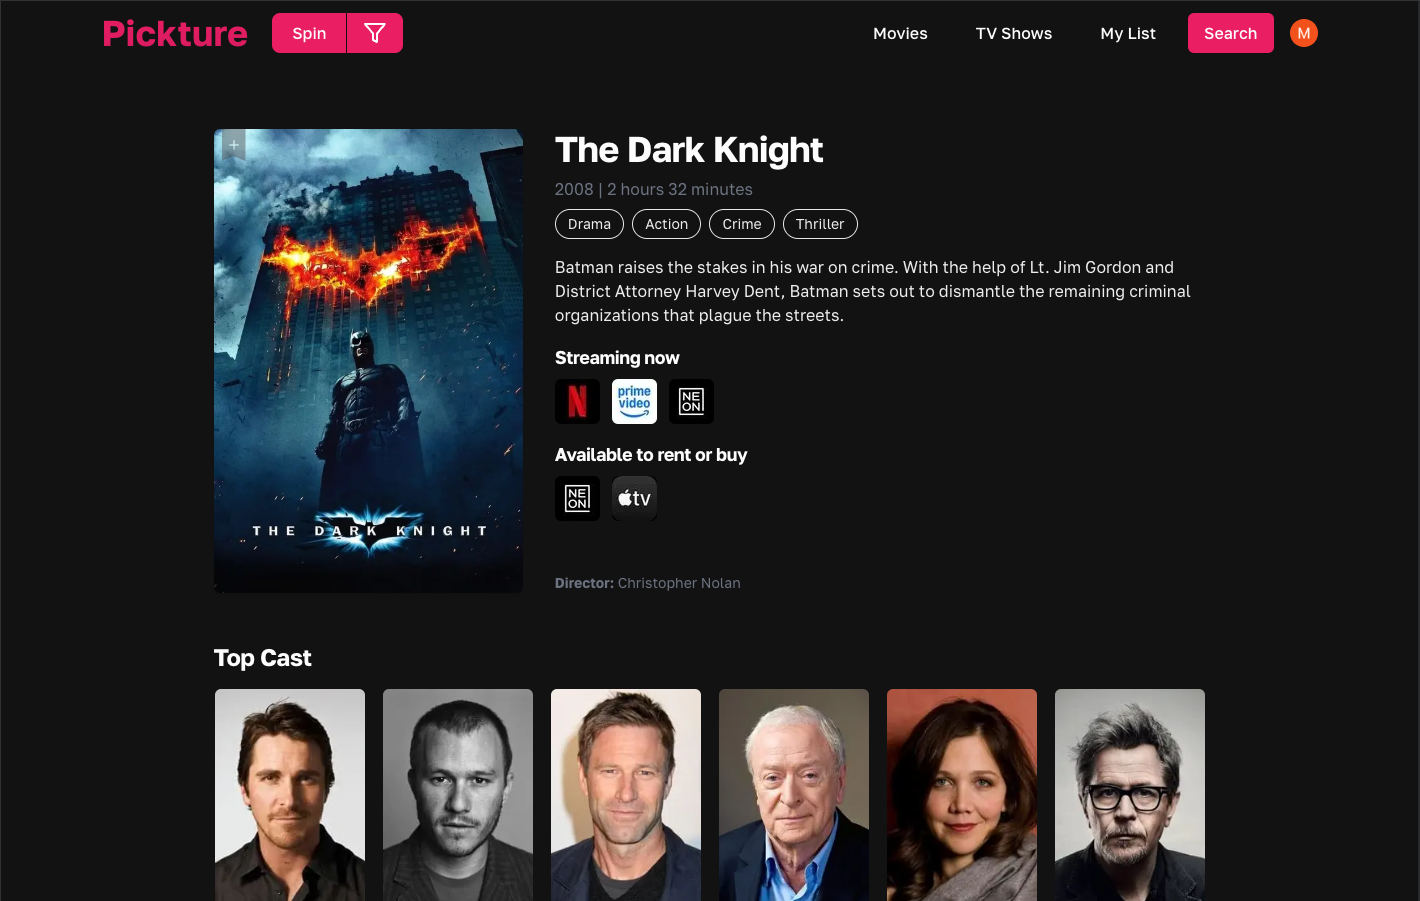 Pickture
Spin
Movies
TV Shows
My List
Search
M
+
THE DARK KNIGHT
The Dark Knight
2008 | 2 hours 32 minutes
Drama
Action
Crime
Thriller
Batman raises the stakes in his war on crime. With the help of Lt. Jim Gordon and
District Attorney Harvey Dent, Batman sets out to dismantle the remaining criminal
organizations that plague the streets.
Streaming now
N
prime
video
NE
ON
Available to rent or buy
NE
ON
tv
Director: Christopher Nolan
Top Cast